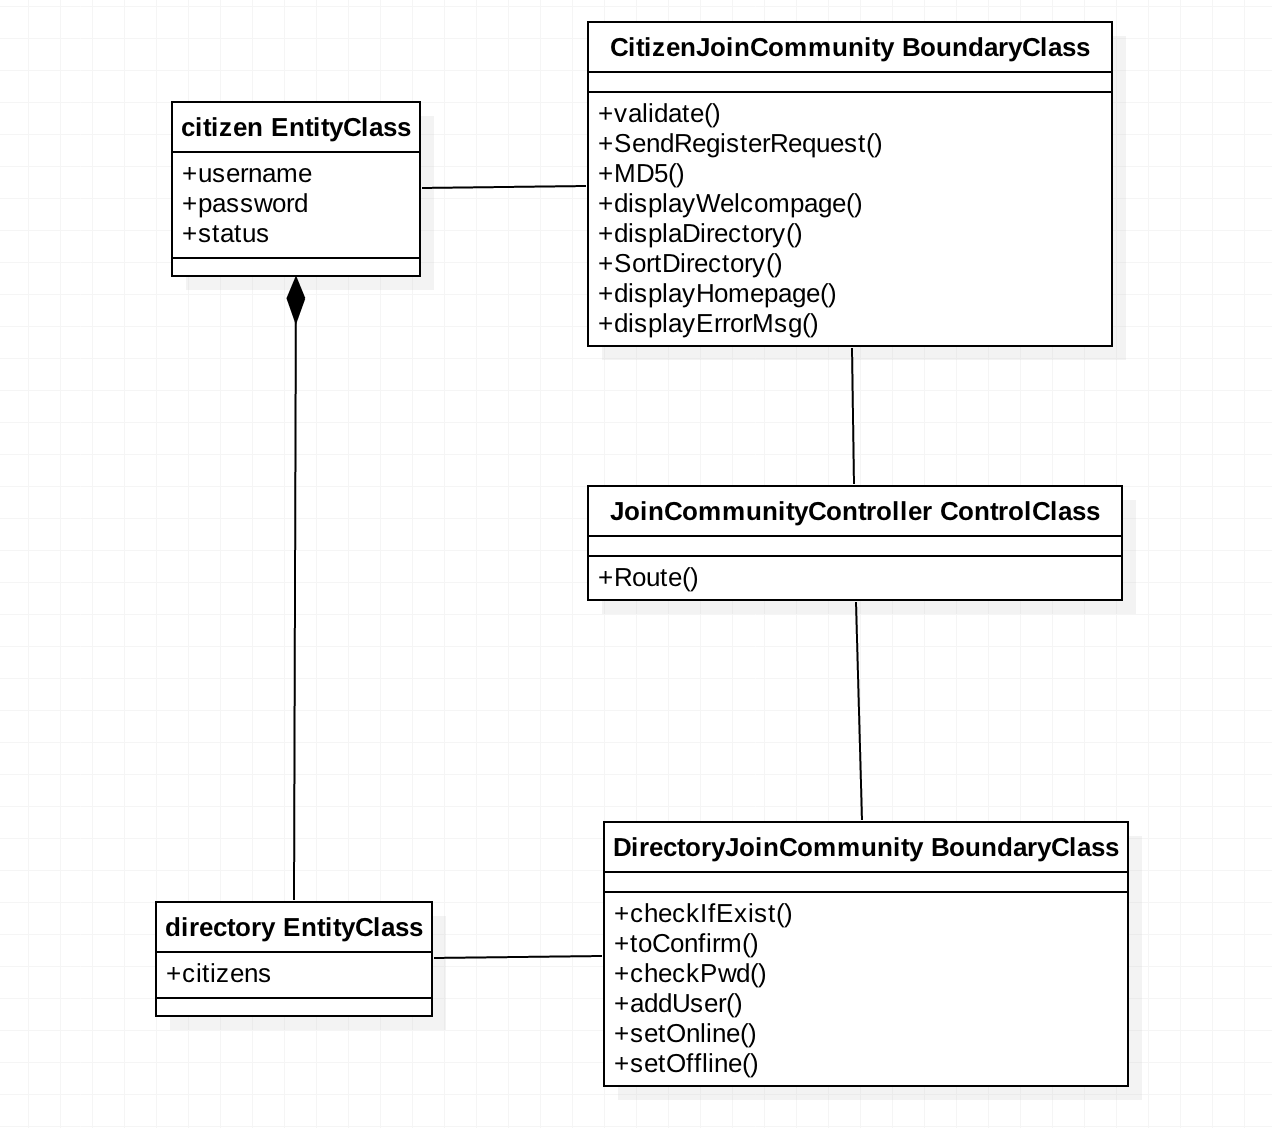 CitizenJoinCommunity BoundaryClass
+validate()
+SendRegisterRequest()
+MD5()
+displayWelcompage()
+displaDirectory()
+SortDirectory()
+displayHomepage()
+displayErrorMsg()
citizen EntityClass
+username
+password
+status
JoinCommunityController ControlClass
+Route()
DirectoryJoinCommunity BoundaryClass
+checkIfExist()
+toConfirm()
+checkPwd()
+addUser()
+setOnline()
+setOffline()
directory EntityClass
+citizens